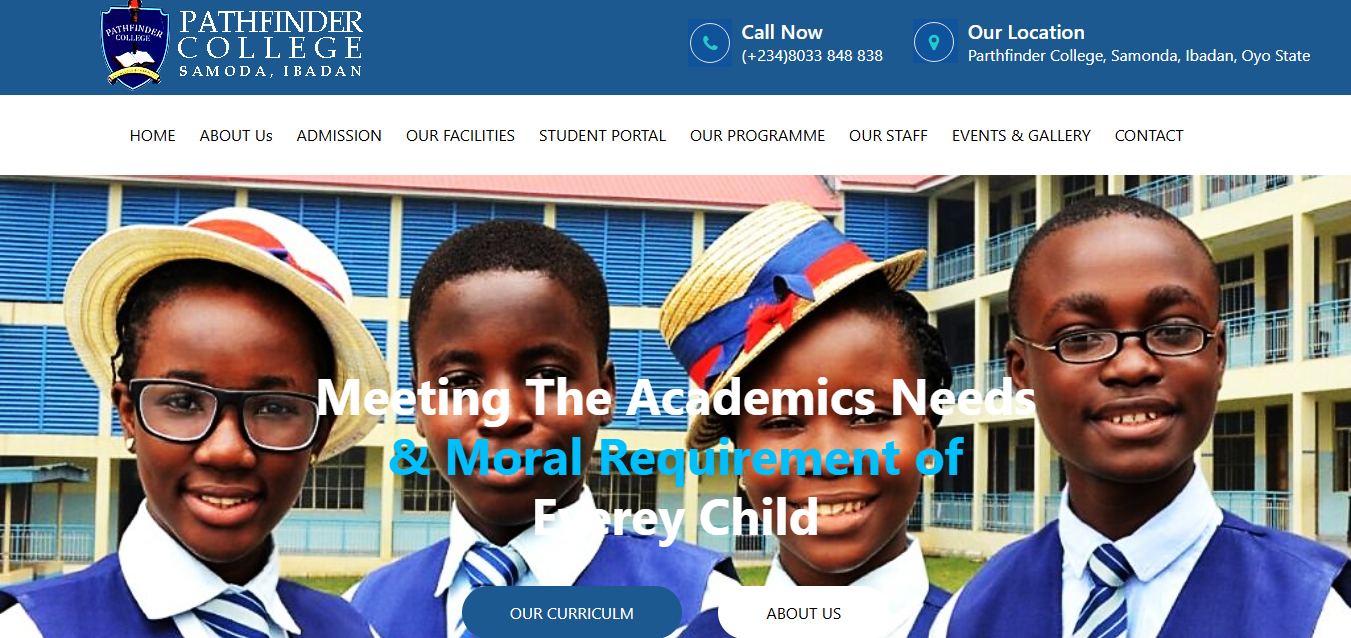 PATHFINDER
COLLEGE
SAMODA, IBADAN
PATHFINDER
COLLEGE
Call Now
(+234)8033 848 838
Our Location
Parthfinder College, Samonda, Ibadan, Oyo State
HOME ABOUT Us ADMISSION OUR FACILITIES STUDENT PORTAL OUR PROGRAMME OUR STAFF EVENTS & GALLERY CONTACT
Meeting The Academics Needs
& Moral Requirement of
Everey Child
OUR CURRICULM ABOUT US